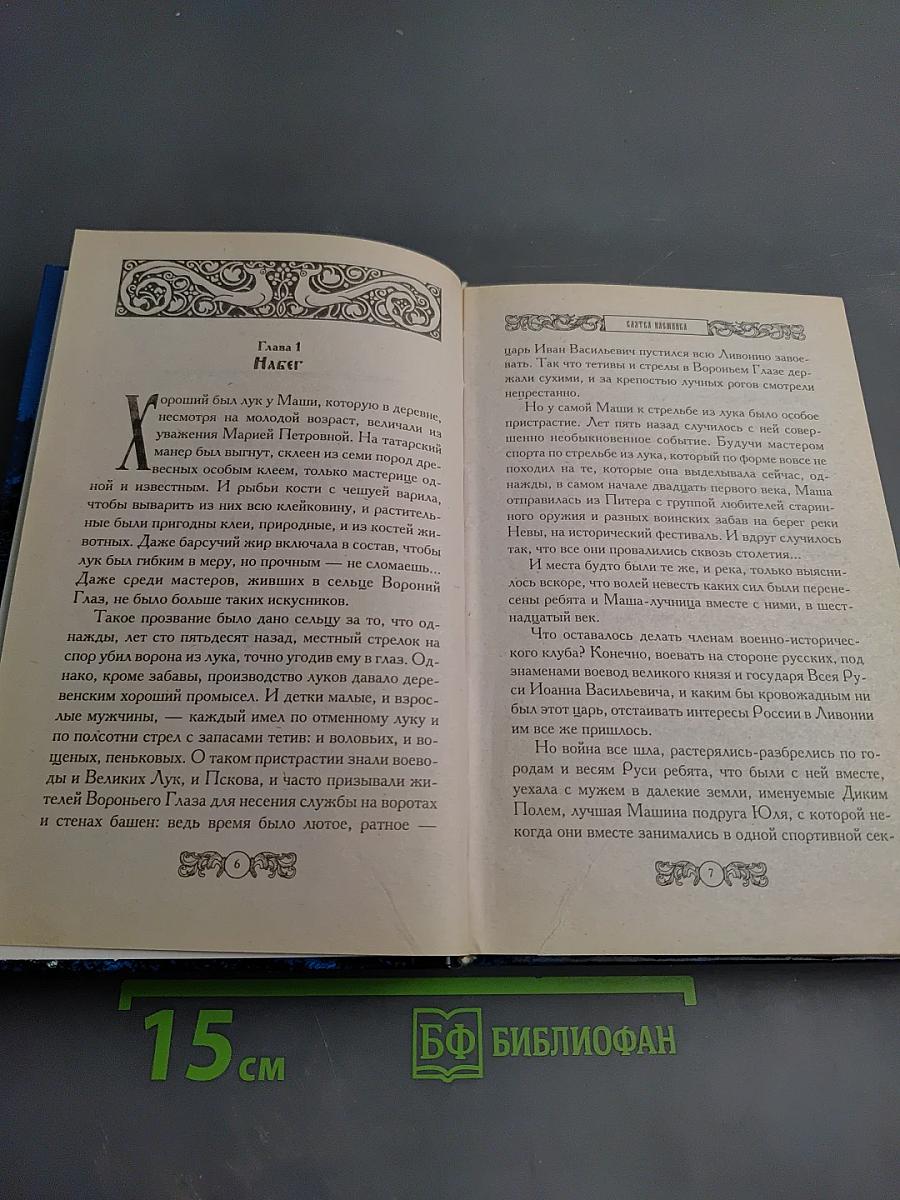 Глава 1
Набег
Хороший был лук у Маши, которую в деревне,
несмотря на молодой возраст, величали из
уважения Марией Петровной. На татарский
манер был выгнут, склеен из семи пород дре-
весных особым клеем, только мастерице од-
ной и известным. И рыбьи кости с чешуей варила,
чтобы выварить из них всю клейковину, и раститель-
ные были пригодны клеи, природные, и из костей жи-
вотных. Даже барсучий жир включала в состав, чтобы
лук был гибким в меру, но прочным — не сломаешь...
Даже среди мастеров, живших в сельце Вороний
Глаз, не было больше таких искусников.
Такое прозвание было дано сельцу за то, что од-
нажды, лет сто пятьдесят назад, местный стрелок на
спор убил ворона из лука, точно угодив ему в глаз. Од-
нако, кроме забавы, производство луков давало дере-
венским хороший промысел. И детки малые, и взрос-
лые мужчины, — каждый имел по отменному луку и
по полсотни стрел с запасами тетив: и воловьих, и во-
щеных, пеньковых. О таком пристрастии знали воево-
ды и Великих Лук, и Пскова, и часто призывали жи-
телей Вороньего Глаза для несения службы на воротах
и стенах башен: ведь время было лютое, ратное —
6
КЛЯТВА НАЕМНИКА
царь Иван Васильевич пустился всю Ливонию завое-
вать. Так что тетивы и стрелы в Вороньем Глазе дер-
жали сухими, и за крепостью лучных рогов смотрели
непрестанно.
Но у самой Маши к стрельбе из лука было особое
пристрастие. Лет пять назад случилось с ней совер-
шенно необыкновенное событие. Будучи мастером
спорта по стрельбе из лука, который по форме вовсе не
походил на те, которые она выделывала сейчас, од-
нажды, в самом начале двадцать первого века, Маша
отправилась из Питера с группой любителей старин-
ного оружия и разных воинских забав на берег реки
Невы, на исторический фестиваль. И вдруг случилось
так, что все они провалились сквозь столетия...
И места будто были те же, и река, только выясни-
лось вскоре, что волей невесть каких сил были перене-
сены ребята и Маша-лучница вместе с ними, в шест-
надцатый век.
Что оставалось делать членам военно-историчес-
кого клуба? Конечно, воевать на стороне русских, под
знаменами воевод великого князя и государя Всея Ру-
си Иоанна Васильевича, и каким бы кровожадным ни
был этот царь, отстаивать интересы России в Ливонии
им все же пришлось.
Но война все шла, растерялись-разбрелись по го-
родам и весям Руси ребята, что были с ней вместе,
уехала с мужем в далекие земли, именуемые Диким
Полем, лучшая Машина подруга Юля, с которой не-
когда они вместе занимались в одной спортивной сек-
7
15 см
БФ БИБЛИОФАН